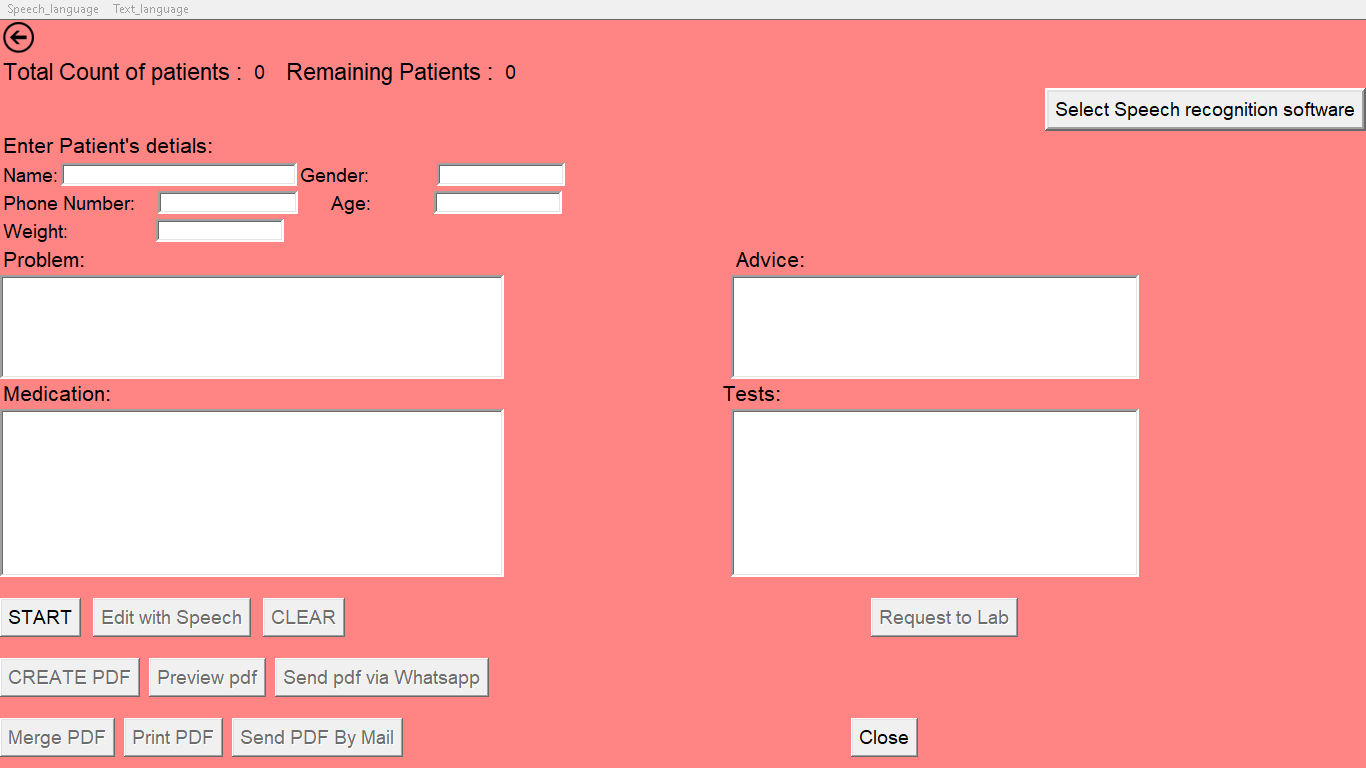 Speech_language Text_language
Total Count of patients : 0 Remaining Patients : 0
Select Speech recognition software
Enter Patient's detials:
Name: Gender:
Phone Number: Age:
Weight:
Problem: Advice:
Medication: Tests:
START Edit with Speech CLEAR Request to Lab
CREATE PDF Preview pdf Send pdf via Whatsapp
Merge PDF Print PDF Send PDF By Mail Close